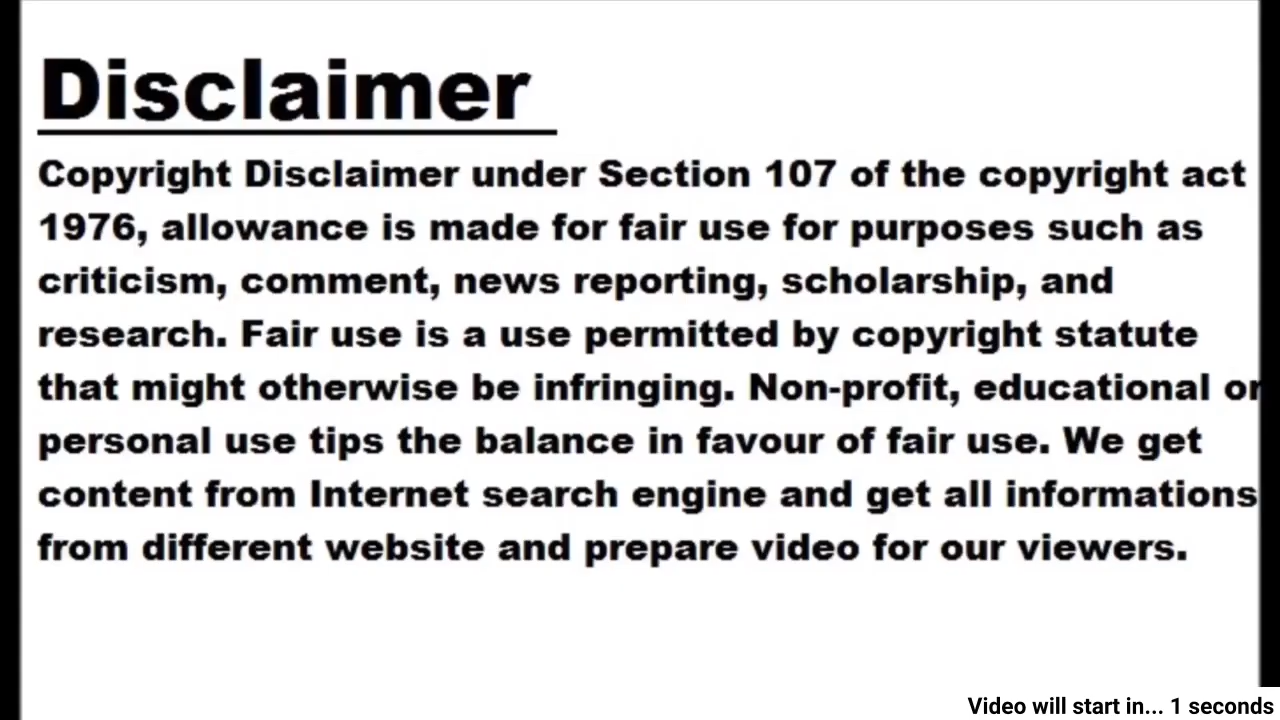 Disclaimer
Copyright Disclaimer under Section 107 of the copyright act
1976, allowance is made for fair use for purposes such as
criticism, comment, news reporting, scholarship, and
research. Fair use is a use permitted by copyright statute
that might otherwise be infringing. Non-profit, educational or
personal use tips the balance in favour of fair use. We get
content from Internet search engine and get all informations
from different website and prepare video for our viewers.
Video will start in... 1 seconds